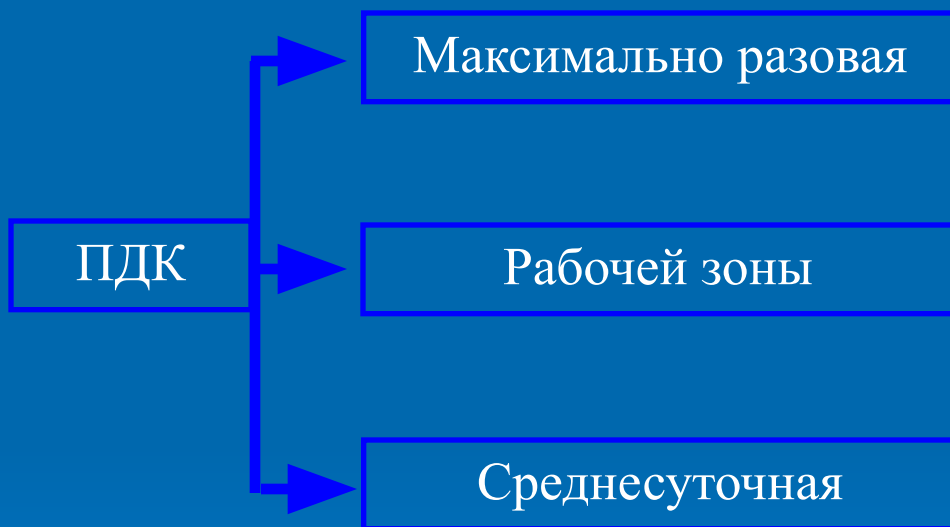 Максимально разовая
ПДК
Рабочей зоны
Среднесуточная